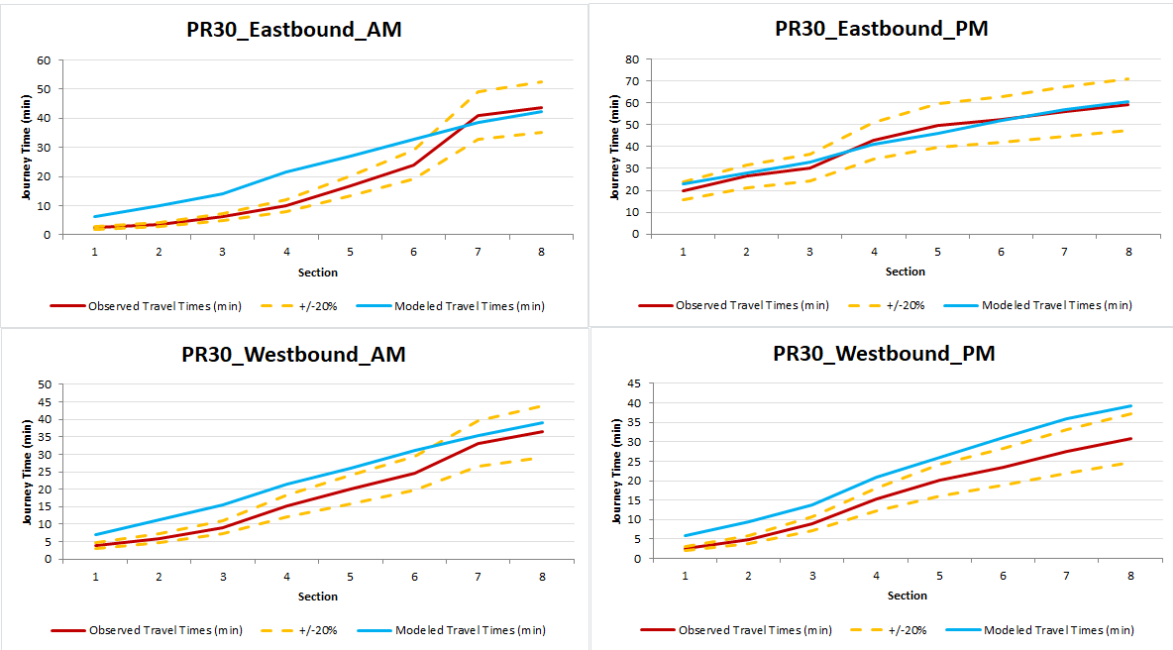 PR30_Eastbound_AM
60
50
40
30
20
10
0
Journey Time (min)
1 2 3 4 5 6 7 8
Section
Observed Travel Times (min) +/-20% Modeled Travel Times (min)
PR30_Eastbound_PM
80
70
60
50
40
30
20
10
0
Journey Time (min)
1 2 3 4 5 6 7 8
Section
Observed Travel Times (min) +/-20% Modeled Travel Times (min)
PR30_Westbound_AM
50
45
40
35
30
25
20
15
10
5
0
Journey Time (min)
1 2 3 4 5 6 7 8
Section
Observed Travel Times (min) +/-20% Modeled Travel Times (min)
PR30_Westbound_PM
45
40
35
30
25
20
15
10
5
0
Journey Time (min)
1 2 3 4 5 6 7 8
Section
Observed Travel Times (min) +/-20% Modeled Travel Times (min)